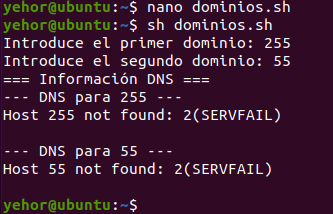 yehor@ubuntu:~$ nano dominios.sh
yehor@ubuntu:~$ sh dominios.sh
Introduce el primer dominio: 255
Introduce el segundo dominio: 55
=== Información DNS ===
--- DNS para 255 ---
Host 255 not found: 2(SERVFAIL)

--- DNS para 55 ---
Host 55 not found: 2(SERVFAIL)

yehor@ubuntu:~$